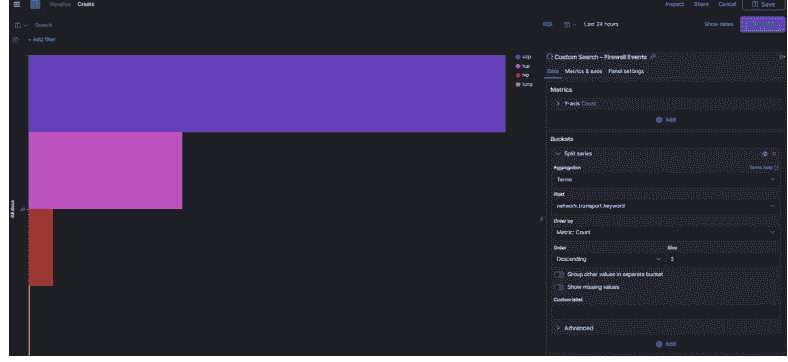 Visualize Create
Inspect Share Cancel Save
Search
KQL Last 24 hours Show dates
+ Add filter
udp
Custom Search – Firewall Events
Data Metrics & axes Panel settings
Metrics
Y-axis Count
Add
Buckets
Split series
Aggregation Terms help
Terms
Field
network.transport.keyword
Order by
Metric: Count
Order Size
Descending 5
Group other values in separate bucket
Show missing values
Custom label
Advanced
Add